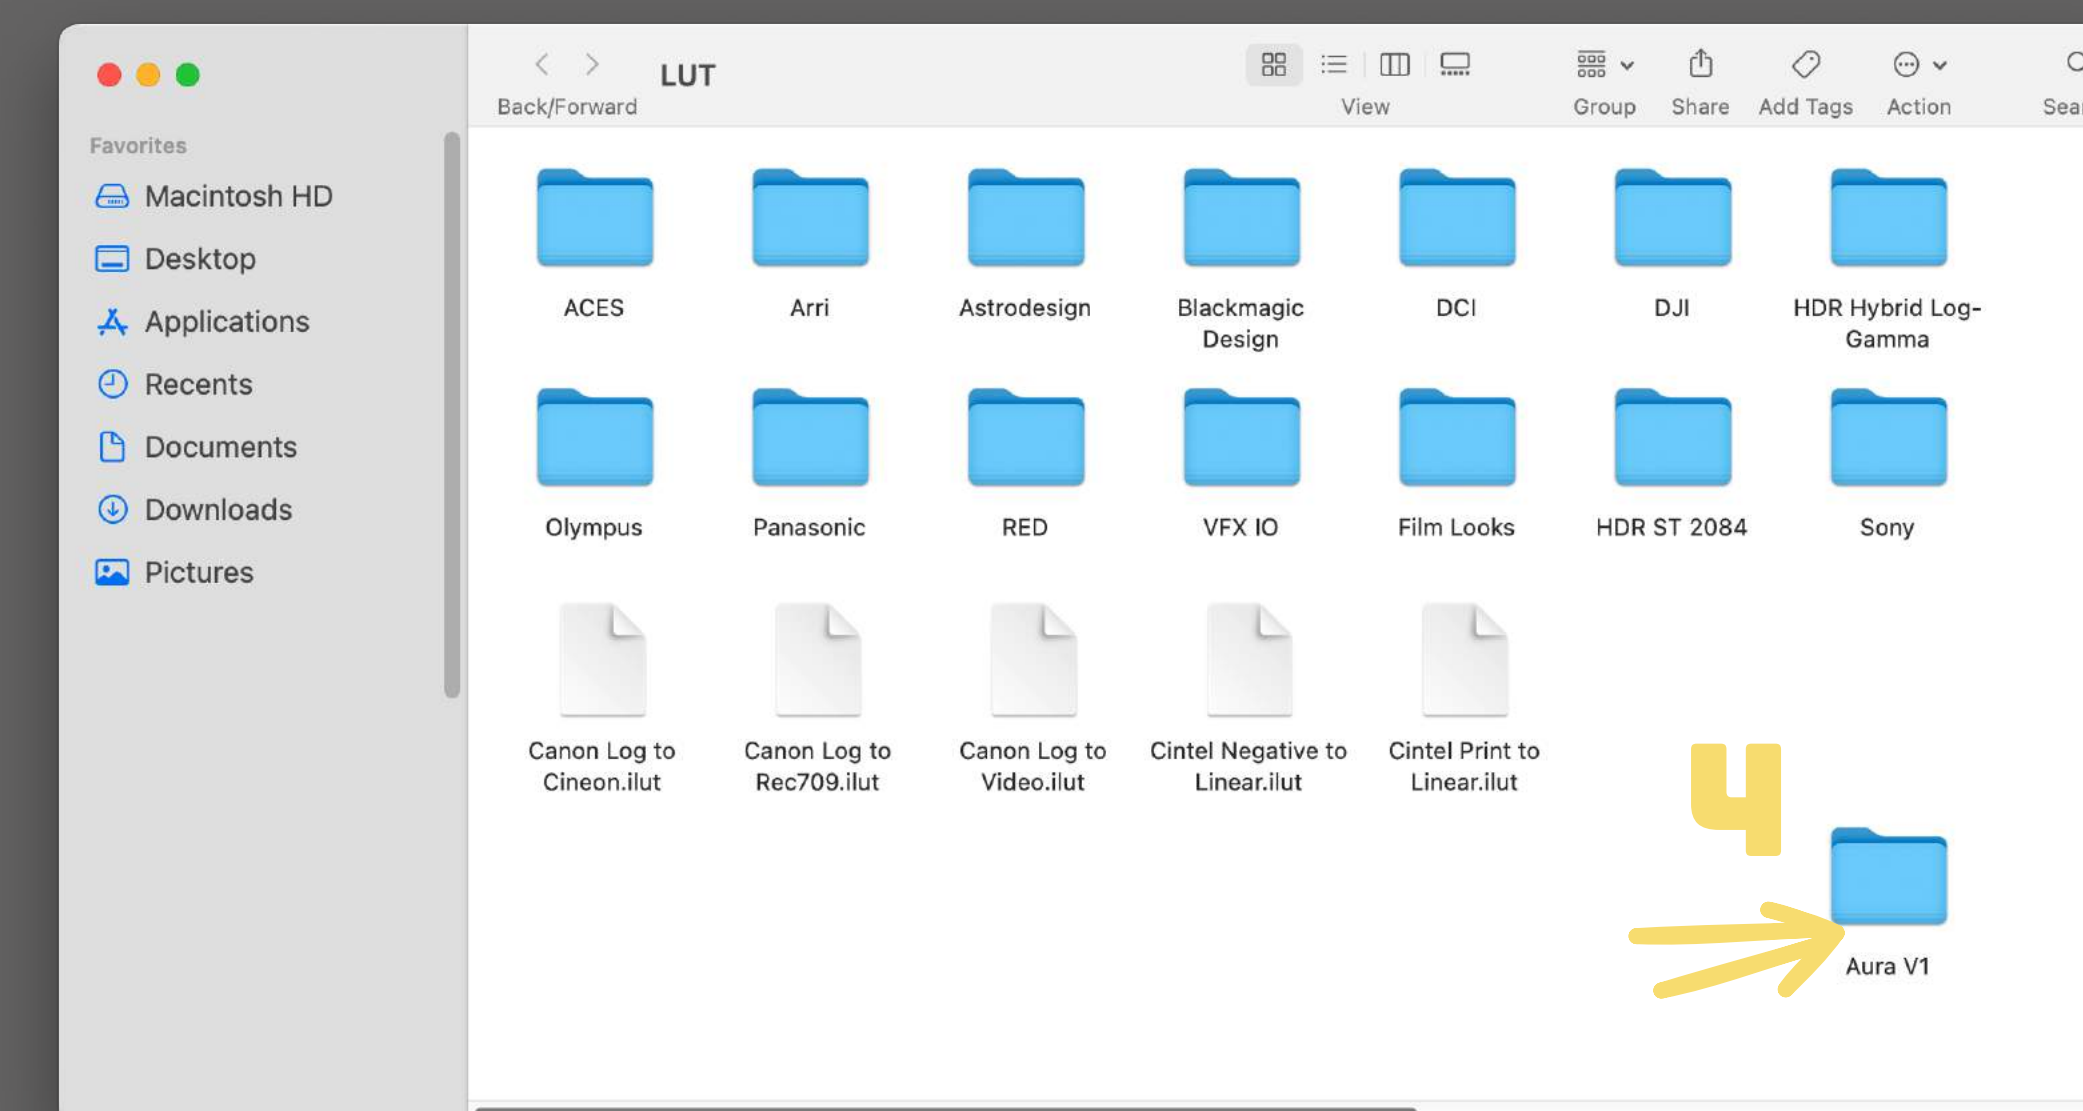 LUT
Back/Forward
View
Group
Share
Add Tags
Action
Favorites
Macintosh HD
Desktop
Applications
Recents
Documents
Downloads
Pictures
ACES
Arri
Astrodesign
Blackmagic
Design
DCI
DJI
HDR Hybrid Log-
Gamma
Olympus
Panasonic
RED
VFX IO
Film Looks
HDR ST 2084
Sony
Canon Log to
Cineon.ilut
Canon Log to
Rec709.ilut
Canon Log to
Video.ilut
Cintel Negative to
Linear.ilut
Cintel Print to
Linear.ilut
4
Aura V1